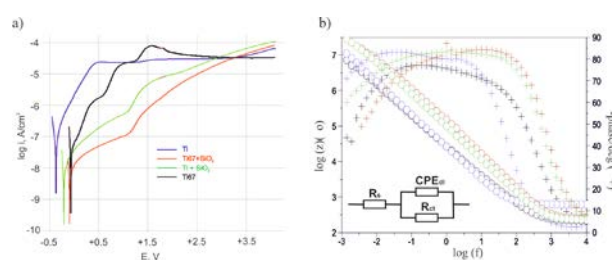 a)
b)
log i, A/cm²
-4
-5
-6
-7
-8
-9
-10
-0.5
+0.5
+1.5
+2.5
+3.5
E, V
Ti
Ti67+SiO₂
Ti + SiO₂
Ti67
log (z)( o)
7
6
5
4
3
2
-3
-2
-1
0
1
2
3
4
log (f)
90
80
70
60
50
40
30
20
10
0
Rs
CPEdl
Rct